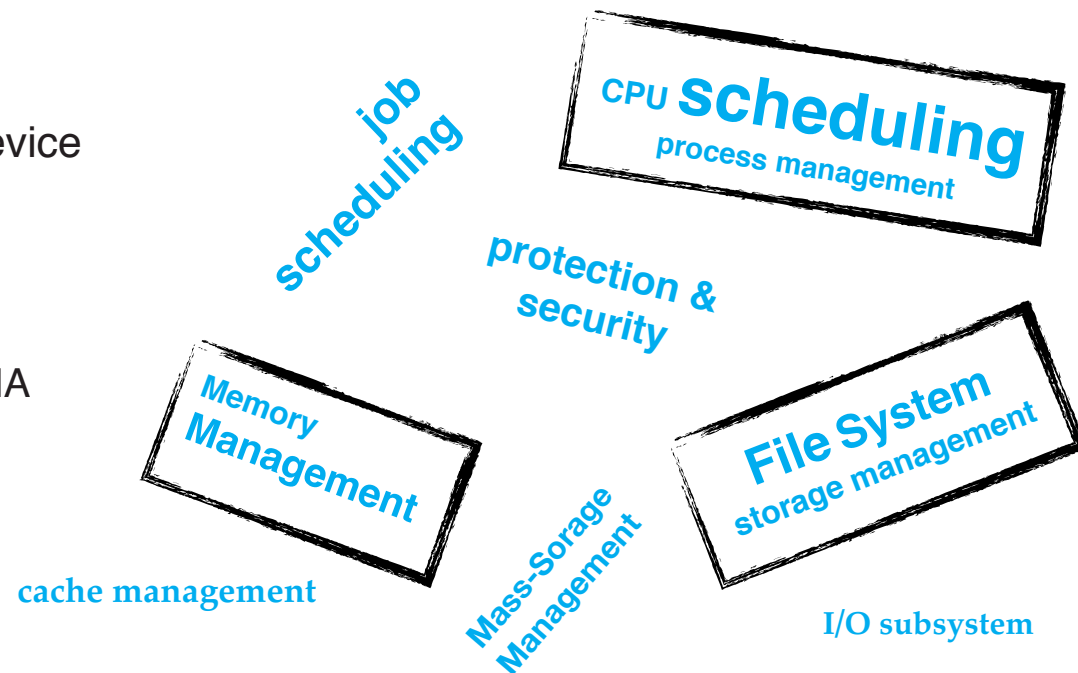 job
scheduling
CPU scheduling
process management
evice
protection &
security
IA
Memory
Management
File System
storage management
Mass-Sorage
Management
cache management
I/O subsystem